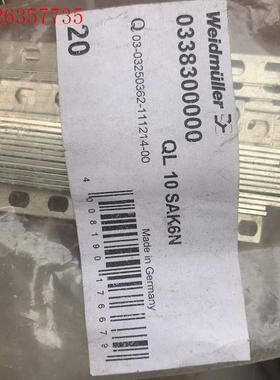 26357735
Weidmüller
0338300000
QL 10 SAK6N
Made in Germany
Q 03-03250362-111214-00
4 008190 176679
20